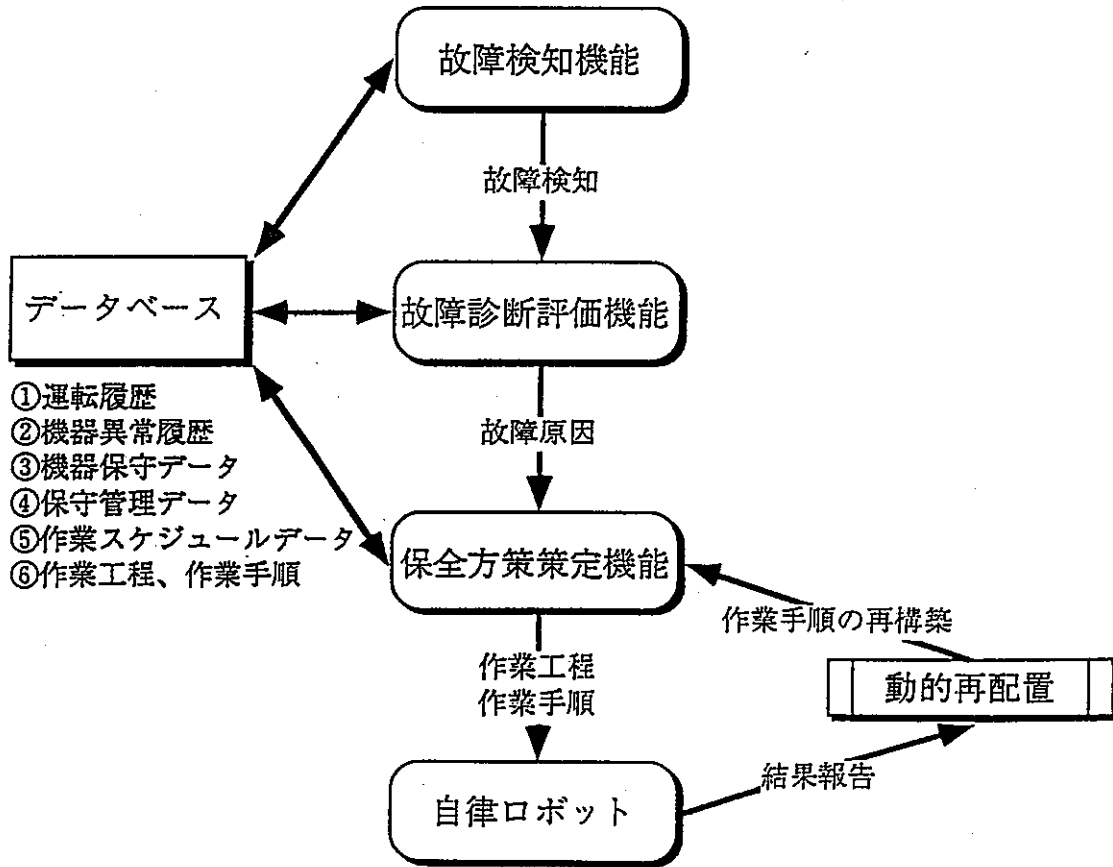 故障検知機能
故障検知
データベース
故障診断評価機能
①運転履歴
②機器異常履歴
③機器保守データ
④保守管理データ
⑤作業スケジュールデータ
⑥作業工程、作業手順
故障原因
保全方策策定機能
作業手順の再構築
作業工程
作業手順
動的再配置
結果報告
自律ロボット